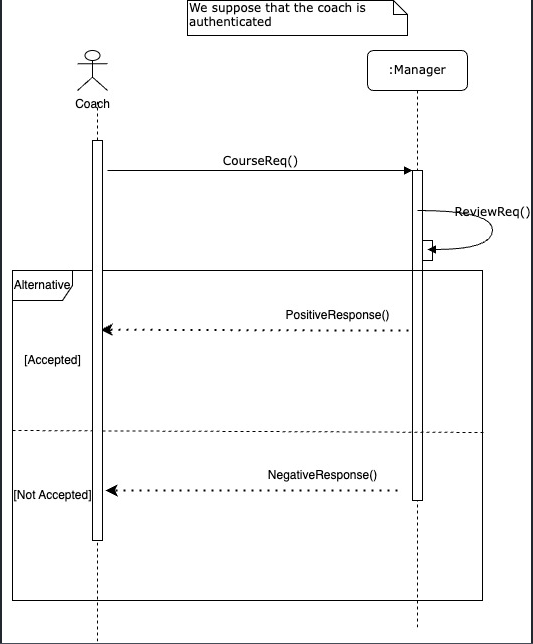 We suppose that the coach is
authenticated
:Manager
Coach
CourseReq()
ReviewReq()
Alternative
PositiveResponse()
[Accepted]
NegativeResponse()
[Not Accepted]